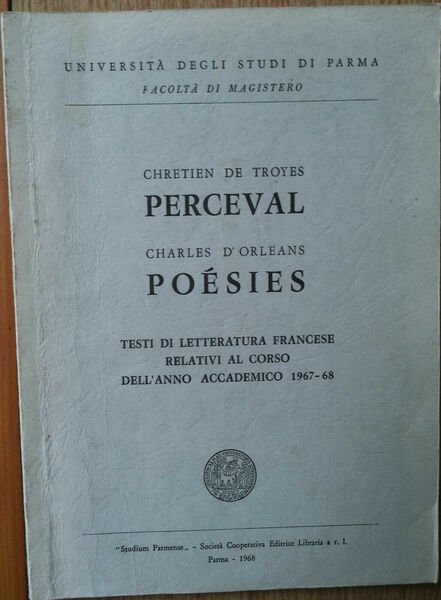 UNIVERSITÀ DEGLI STUDI DI PARMA
FACOLTÀ DI MAGISTERO
CHRETIEN DE TROYES
PERCEVAL
CHARLES D'ORLEANS
POÉSIES
TESTI DI LETTERATURA FRANCESE
RELATIVI AL CORSO
DELL'ANNO ACCADEMICO 1967-68
"Studium Parmense„ - Società Cooperativa Editrice Libraria a r. l.
Parma - 1968